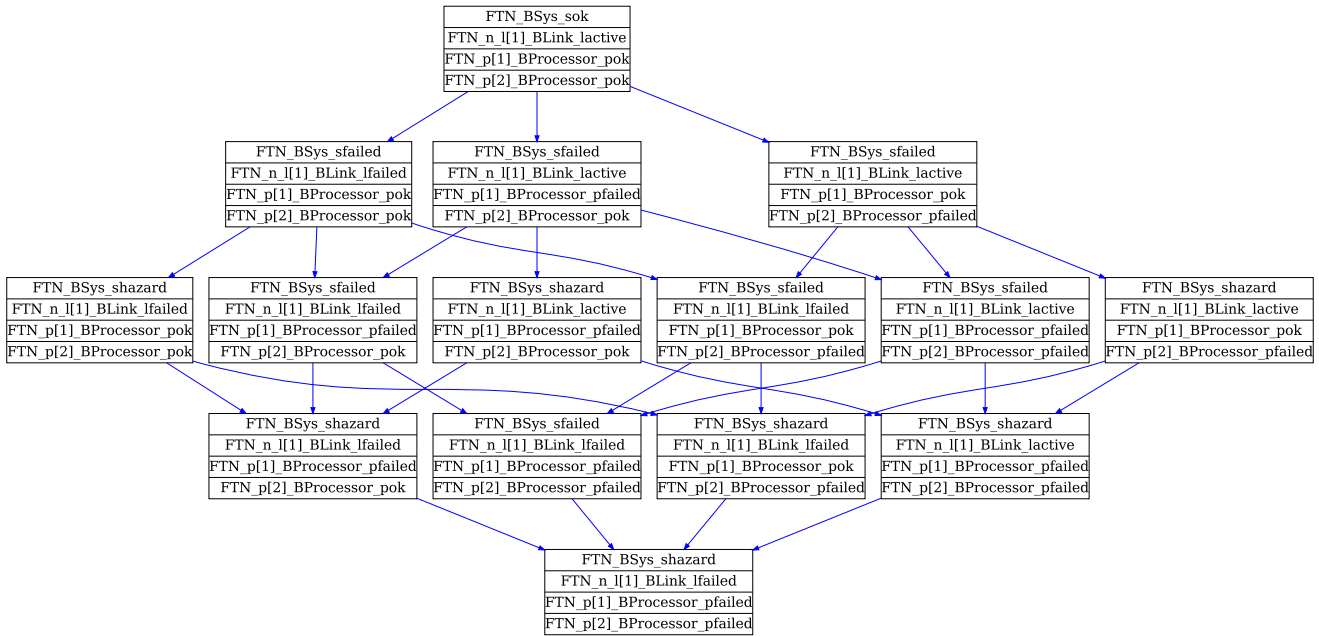 FTN_BSys_sok
FTN_n_l[1]_BLink_lactive
FTN_p[1]_BProcessor_pok
FTN_p[2]_BProcessor_pok
FTN_BSys_sfailed
FTN_n_l[1]_BLink_lfailed
FTN_p[1]_BProcessor_pok
FTN_p[2]_BProcessor_pok
FTN_BSys_sfailed
FTN_n_l[1]_BLink_lactive
FTN_p[1]_BProcessor_pfailed
FTN_p[2]_BProcessor_pok
FTN_BSys_sfailed
FTN_n_l[1]_BLink_lactive
FTN_p[1]_BProcessor_pok
FTN_p[2]_BProcessor_pfailed
FTN_BSys_shazard
FTN_n_l[1]_BLink_lfailed
FTN_p[1]_BProcessor_pok
FTN_p[2]_BProcessor_pok
FTN_BSys_sfailed
FTN_n_l[1]_BLink_lfailed
FTN_p[1]_BProcessor_pfailed
FTN_p[2]_BProcessor_pok
FTN_BSys_shazard
FTN_n_l[1]_BLink_lactive
FTN_p[1]_BProcessor_pfailed
FTN_p[2]_BProcessor_pok
FTN_BSys_sfailed
FTN_n_l[1]_BLink_lfailed
FTN_p[1]_BProcessor_pok
FTN_p[2]_BProcessor_pfailed
FTN_BSys_sfailed
FTN_n_l[1]_BLink_lactive
FTN_p[1]_BProcessor_pfailed
FTN_p[2]_BProcessor_pfailed
FTN_BSys_shazard
FTN_n_l[1]_BLink_lactive
FTN_p[1]_BProcessor_pok
FTN_p[2]_BProcessor_pfailed
FTN_BSys_shazard
FTN_n_l[1]_BLink_lfailed
FTN_p[1]_BProcessor_pfailed
FTN_p[2]_BProcessor_pok
FTN_BSys_sfailed
FTN_n_l[1]_BLink_lfailed
FTN_p[1]_BProcessor_pfailed
FTN_p[2]_BProcessor_pfailed
FTN_BSys_shazard
FTN_n_l[1]_BLink_lfailed
FTN_p[1]_BProcessor_pok
FTN_p[2]_BProcessor_pfailed
FTN_BSys_shazard
FTN_n_l[1]_BLink_lactive
FTN_p[1]_BProcessor_pfailed
FTN_p[2]_BProcessor_pfailed
FTN_BSys_shazard
FTN_n_l[1]_BLink_lfailed
FTN_p[1]_BProcessor_pfailed
FTN_p[2]_BProcessor_pfailed